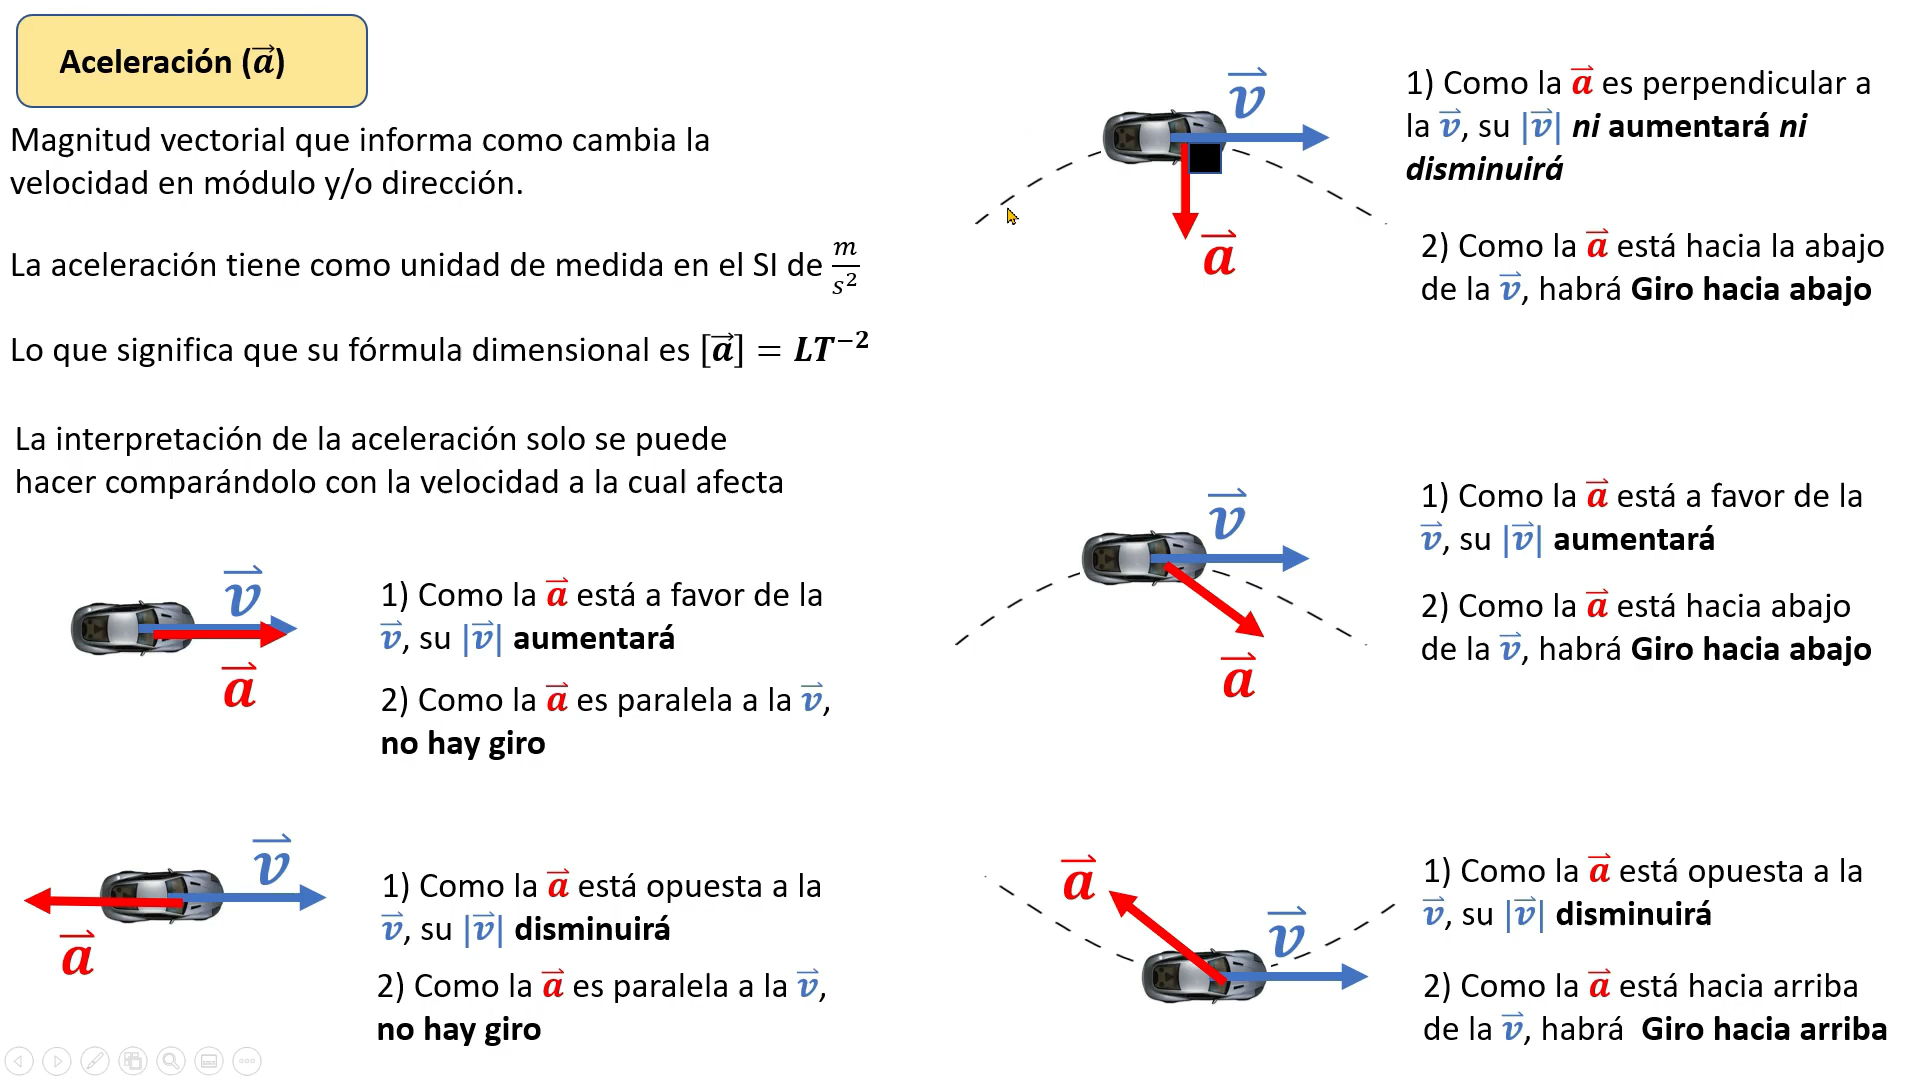 Aceleración (a⃗)
Magnitud vectorial que informa como cambia la
velocidad en módulo y/o dirección.
La aceleración tiene como unidad de medida en el SI de m/s²
Lo que significa que su fórmula dimensional es [a⃗] = LT⁻²
La interpretación de la aceleración solo se puede
hacer comparándolo con la velocidad a la cual afecta
v⃗
a⃗
1) Como la a⃗ está a favor de la
v⃗, su |v⃗| aumentará
2) Como la a⃗ es paralela a la v⃗,
no hay giro
v⃗
a⃗
1) Como la a⃗ está opuesta a la
v⃗, su |v⃗| disminuirá
2) Como la a⃗ es paralela a la v⃗,
no hay giro
v⃗
a⃗
1) Como la a⃗ es perpendicular a
la v⃗, su |v⃗| ni aumentará ni
disminuirá
2) Como la a⃗ está hacia la abajo
de la v⃗, habrá Giro hacia abajo
v⃗
a⃗
1) Como la a⃗ está a favor de la
v⃗, su |v⃗| aumentará
2) Como la a⃗ está hacia abajo
de la v⃗, habrá Giro hacia abajo
a⃗
v⃗
1) Como la a⃗ está opuesta a la
v⃗, su |v⃗| disminuirá
2) Como la a⃗ está hacia arriba
de la v⃗, habrá Giro hacia arriba